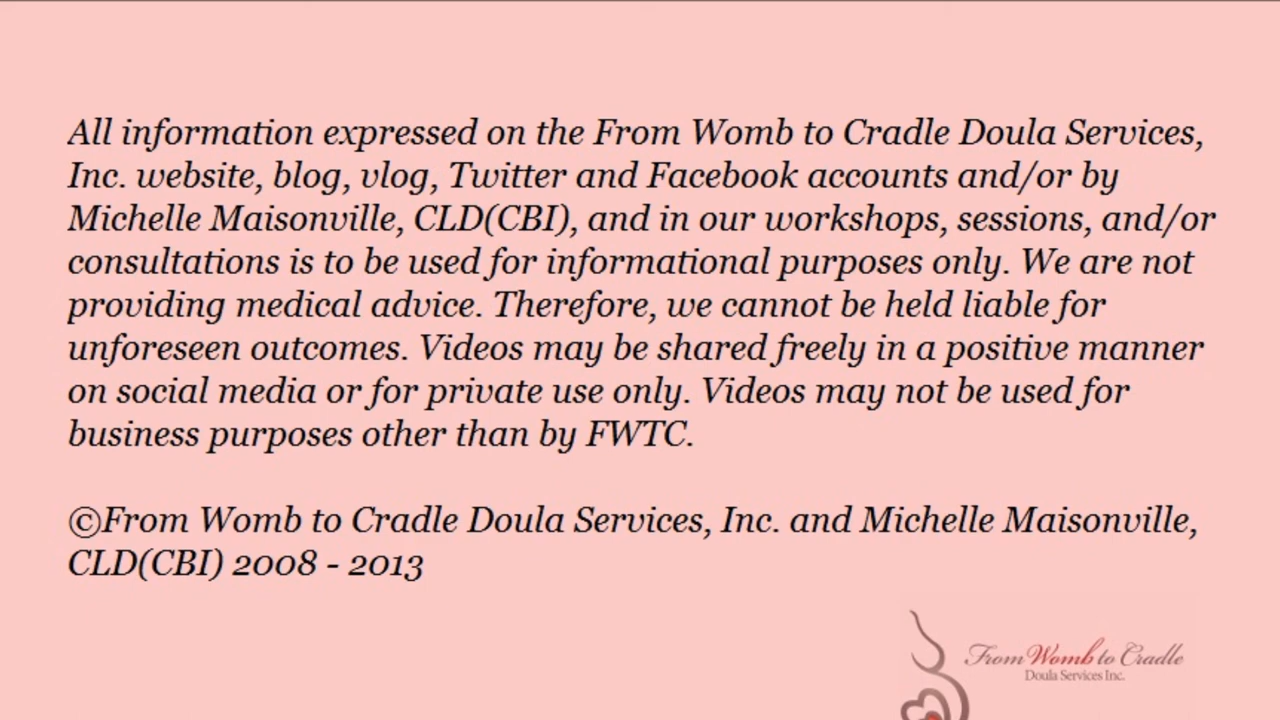 All information expressed on the From Womb to Cradle Doula Services,
Inc. website, blog, vlog, Twitter and Facebook accounts and/or by
Michelle Maisonville, CLD(CBI), and in our workshops, sessions, and/or
consultations is to be used for informational purposes only. We are not
providing medical advice. Therefore, we cannot be held liable for
unforeseen outcomes. Videos may be shared freely in a positive manner
on social media or for private use only. Videos may not be used for
business purposes other than by FWTC.
©From Womb to Cradle Doula Services, Inc. and Michelle Maisonville,
CLD(CBI) 2008 - 2013
From Womb to Cradle
Doula Services Inc.